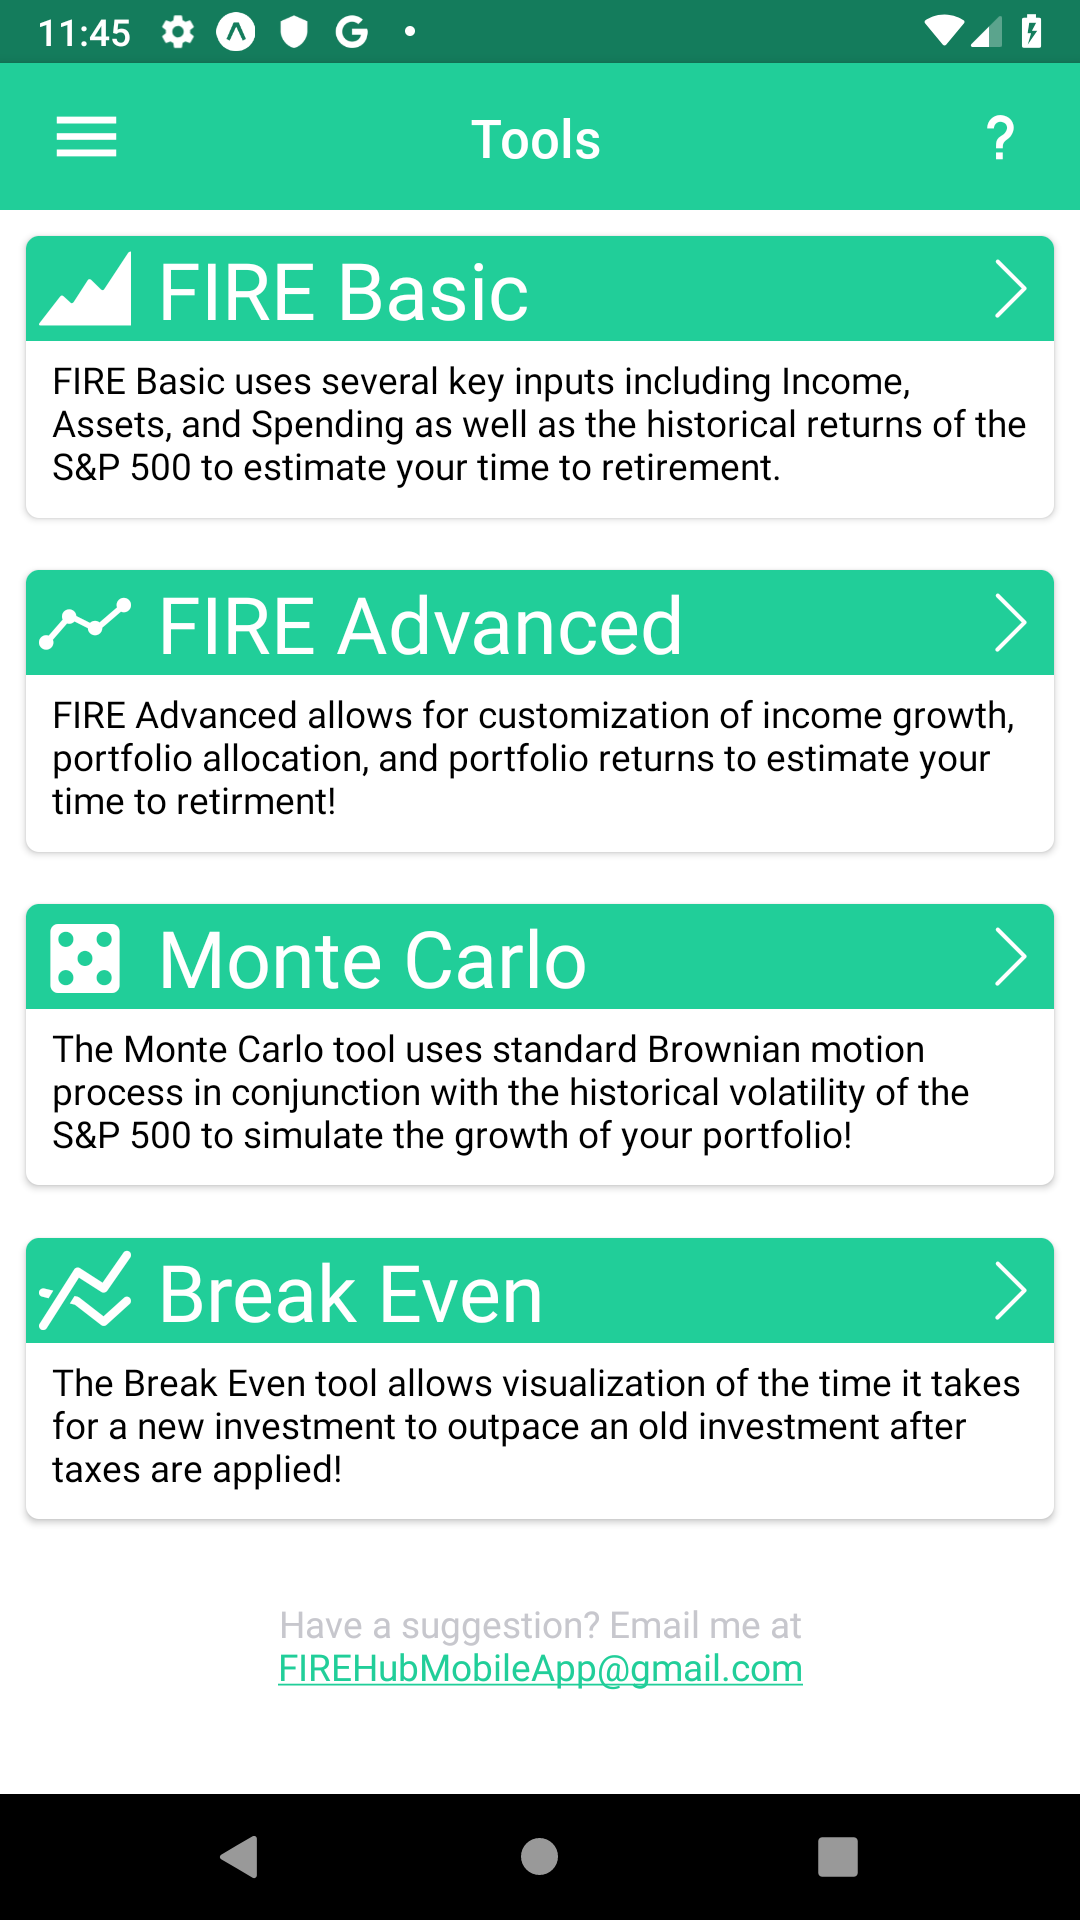 11:45
Tools
?
FIRE Basic
FIRE Basic uses several key inputs including Income,
Assets, and Spending as well as the historical returns of the
S&P 500 to estimate your time to retirement.
FIRE Advanced
FIRE Advanced allows for customization of income growth,
portfolio allocation, and portfolio returns to estimate your
time to retirment!
Monte Carlo
The Monte Carlo tool uses standard Brownian motion
process in conjunction with the historical volatility of the
S&P 500 to simulate the growth of your portfolio!
Break Even
The Break Even tool allows visualization of the time it takes
for a new investment to outpace an old investment after
taxes are applied!
Have a suggestion? Email me at
FIREHubMobileApp@gmail.com